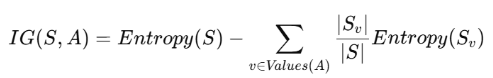 IG(S, A) = Entropy(S) − ∑_{v∈Values(A)} |S_v|/|S| Entropy(S_v)